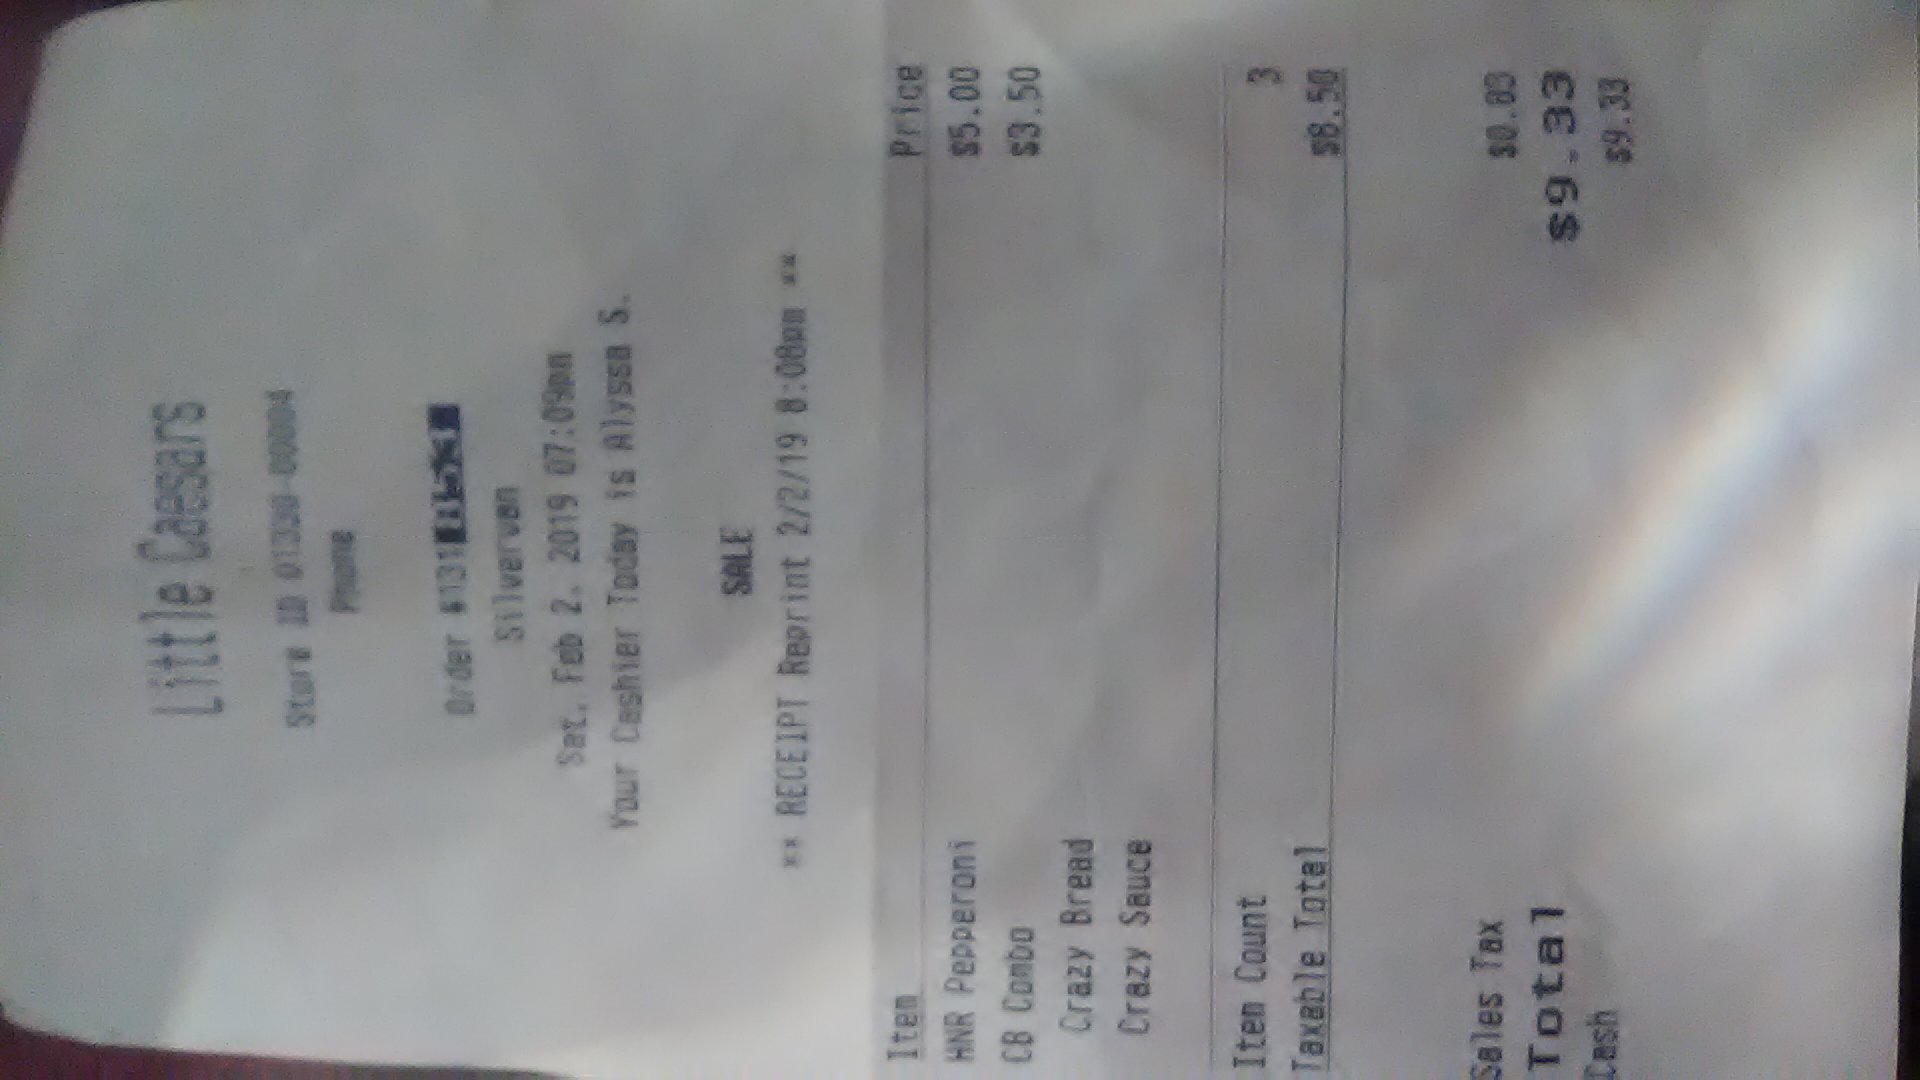 Little Caesars
Store ID 01330-00004
Phone
Order #131
Silvervan
Sat. Feb 2. 2019 07:09pm
Your Cashier Today is Alyssa S.
SALE
** RECEIPT Reprint 2/2/19 8:08pm **
Item Price
HNR Pepperoni $5.00
CB Combo $3.50
Crazy Bread
Crazy Sauce
Item Count 3
Taxable Total $8.50
Sales Tax $0.83
Total $9.33
Cash $9.33